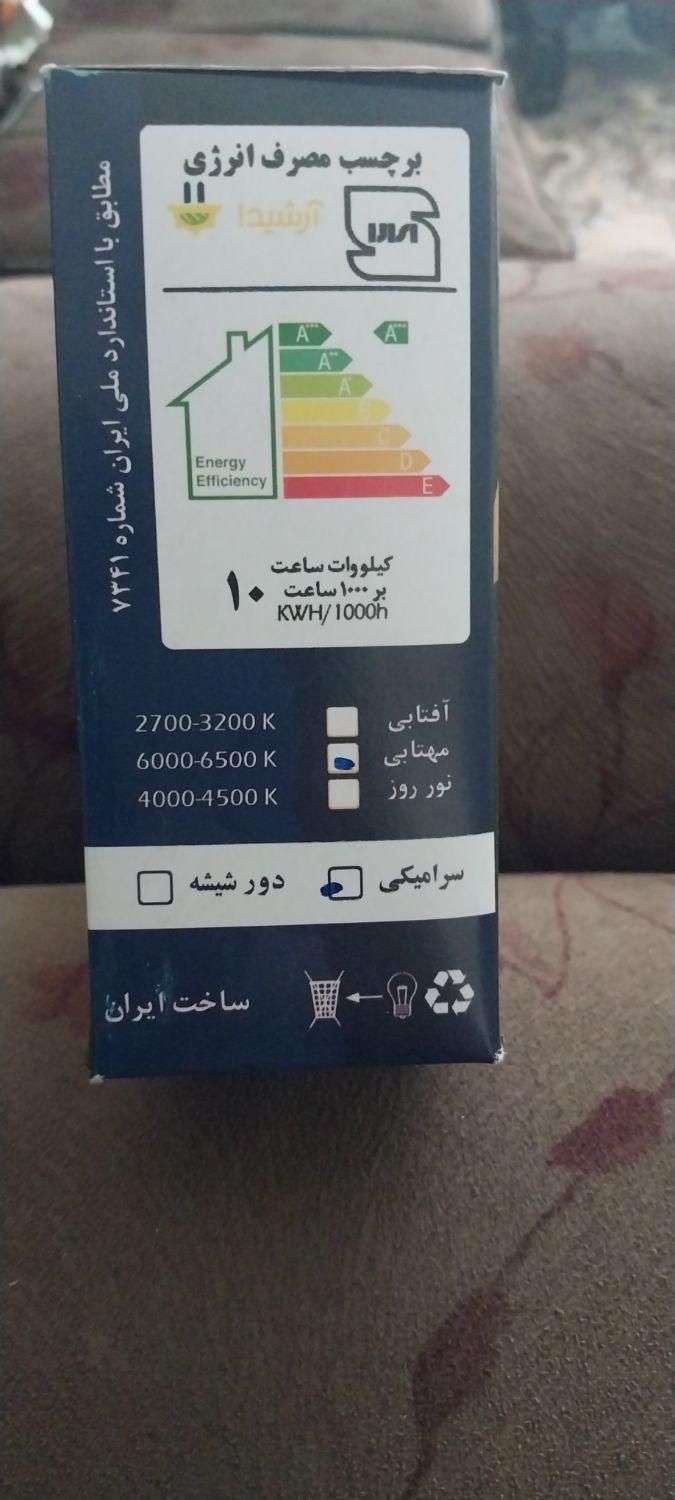 برچسب مصرف انرژی
آرشیدا
A+++
A+++
A++
A+
B
C
D
E
Energy
Efficiency
کیلووات ساعت
بر ۱۰۰۰ ساعت
KWH/1000h
۱۰
مطابق با استاندارد ملی ایران شماره ۷۳۴۱
آفتابی 2700-3200 K
مهتابی 6000-6500 K
نور روز 4000-4500 K
سرامیکی دور شیشه
ساخت ایران